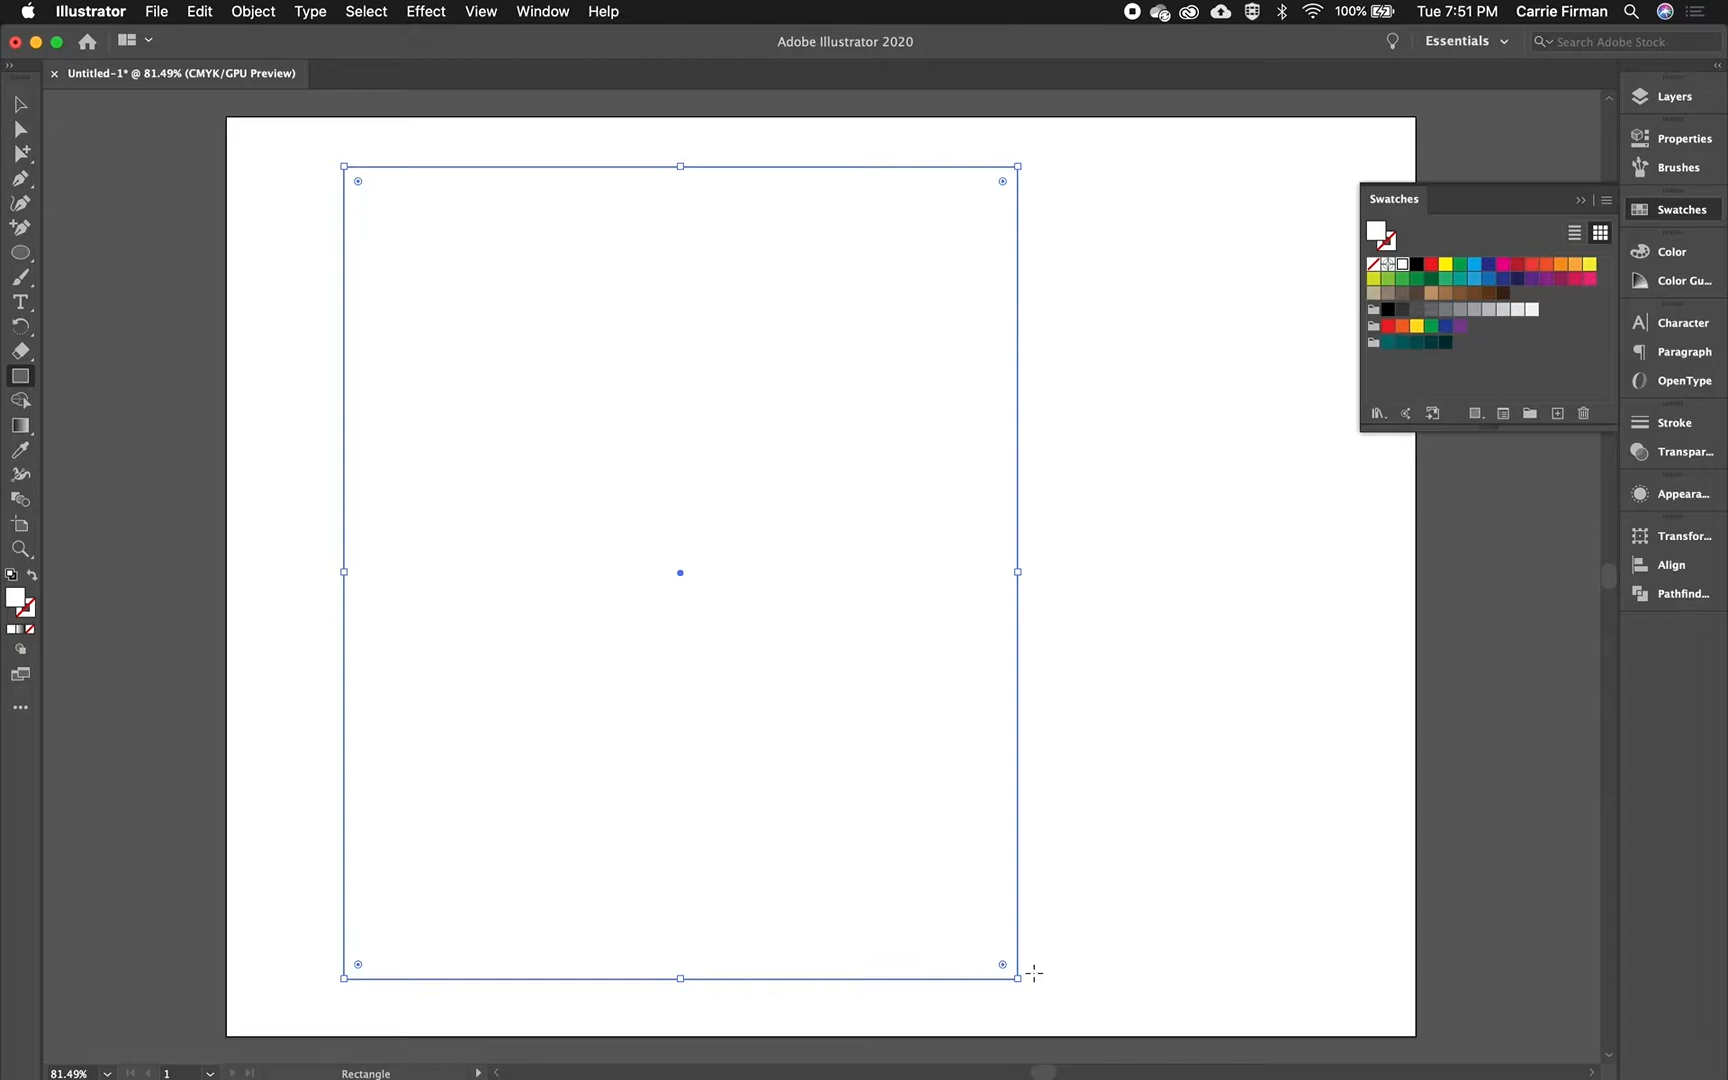 Illustrator File Edit Object Type Select Effect View Window Help 100% Tue 7:51 PM Carrie Firman
Adobe Illustrator 2020 Essentials Search Adobe Stock
Untitled-1* @ 81.49% (CMYK/GPU Preview)
Layers
Properties
Brushes
Swatches
Swatches
Color
Color Gu...
Character
Paragraph
OpenType
Stroke
Transpar...
Appeara...
Transfor...
Align
Pathfind...
81.49% 1 Rectangle